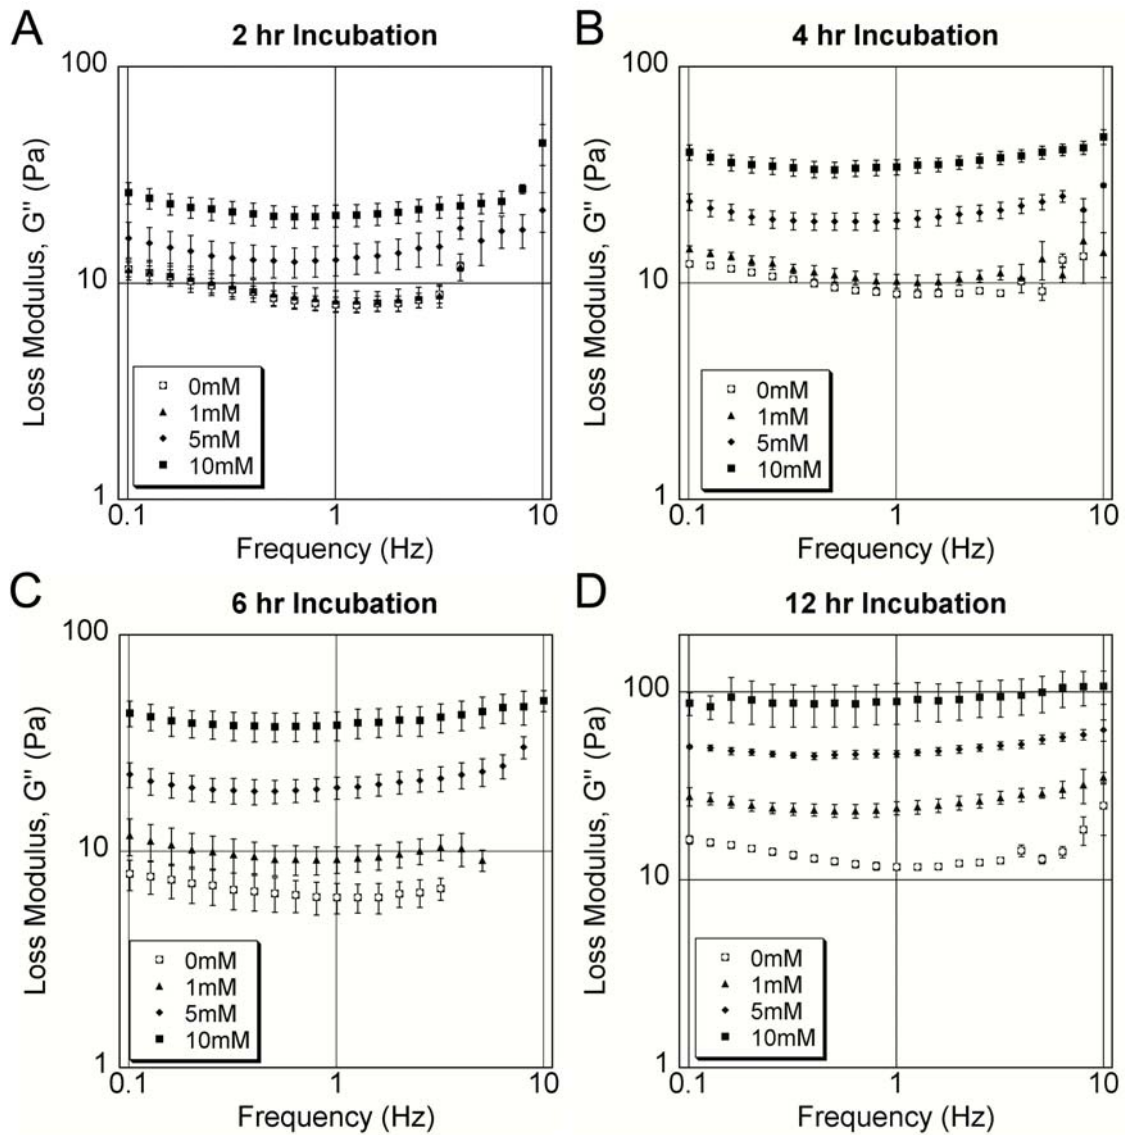 A
2 hr Incubation
100
10
1
Loss Modulus, G" (Pa)
0mM
1mM
5mM
10mM
0.1
1
10
Frequency (Hz)
B
4 hr Incubation
100
10
1
Loss Modulus, G" (Pa)
0mM
1mM
5mM
10mM
0.1
1
10
Frequency (Hz)
C
6 hr Incubation
100
10
1
Loss Modulus, G" (Pa)
0mM
1mM
5mM
10mM
0.1
1
10
Frequency (Hz)
D
12 hr Incubation
100
10
1
Loss Modulus, G" (Pa)
0mM
1mM
5mM
10mM
0.1
1
10
Frequency (Hz)